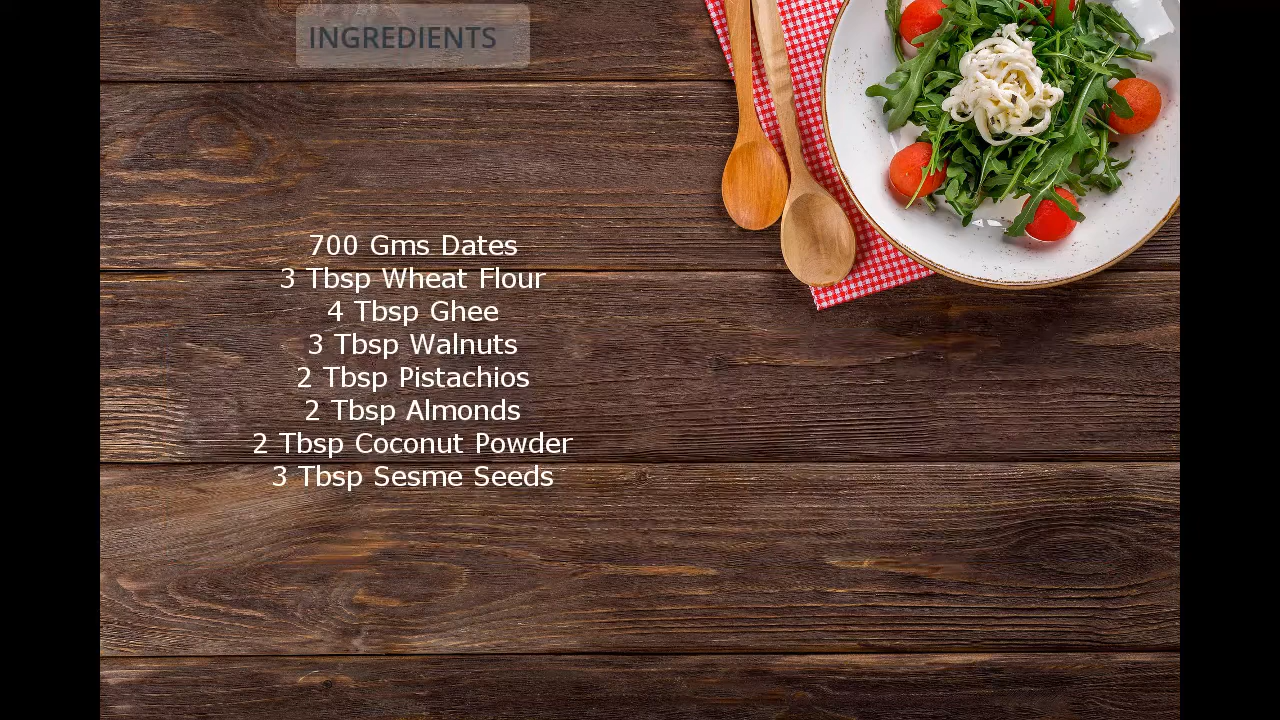 INGREDIENTS
700 Gms Dates
3 Tbsp Wheat Flour
4 Tbsp Ghee
3 Tbsp Walnuts
2 Tbsp Pistachios
2 Tbsp Almonds
2 Tbsp Coconut Powder
3 Tbsp Sesme Seeds